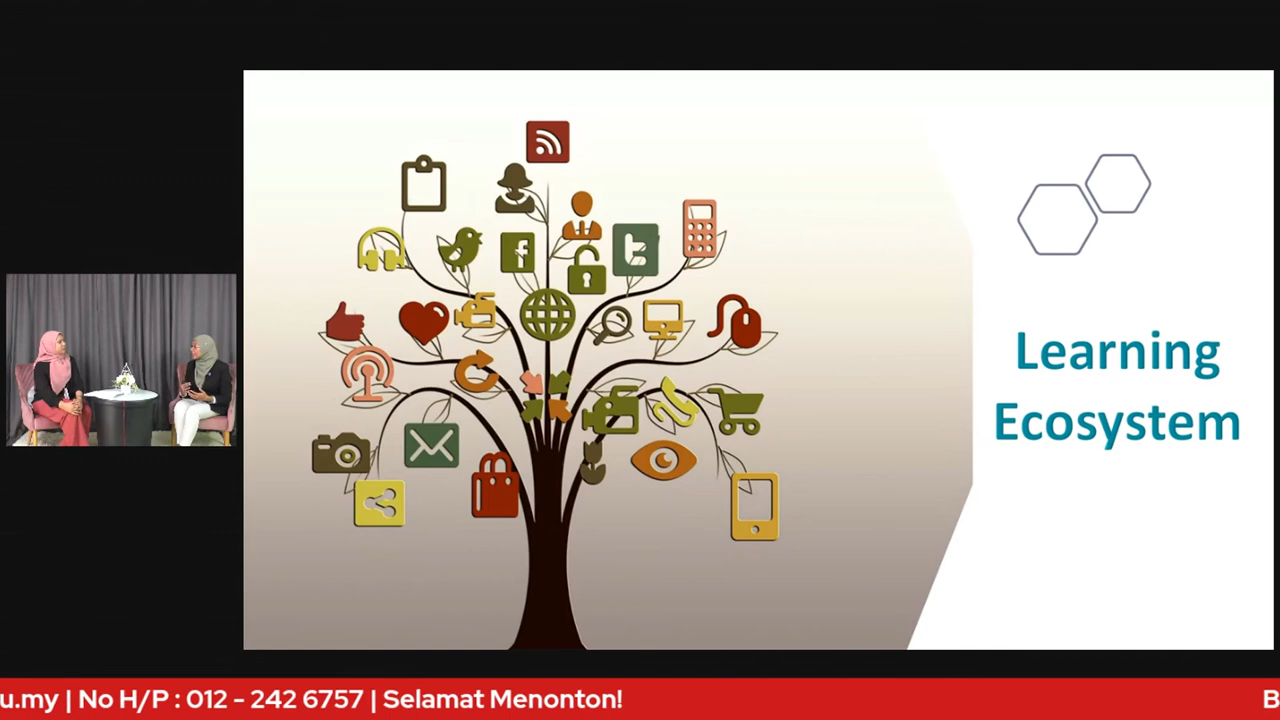 Learning
Ecosystem
u.my | No H/P : 012 - 242 6757 | Selamat Menonton!
B